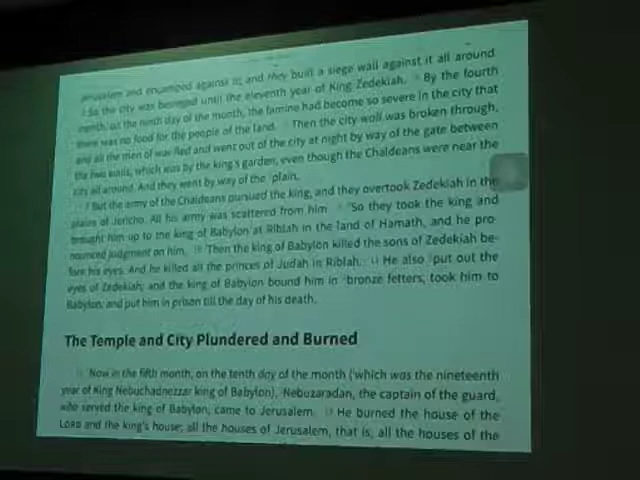 Jerusalem and encamped against it; and they built a siege wall against it all around.
5 So the city was besieged until the eleventh year of King Zedekiah. 6 By the fourth
month, on the ninth day of the month, the famine had become so severe in the city that
there was no food for the people of the land. 7 Then the city wall was broken through,
and all the men of war fled and went out of the city at night by way of the gate between
the two walls, which was by the king's garden, even though the Chaldeans were near the
city all around. And they went by way of the plain.
8 But the army of the Chaldeans pursued the king, and they overtook Zedekiah in the
plains of Jericho. All his army was scattered from him. 9 So they took the king and
brought him up to the king of Babylon at Riblah in the land of Hamath, and he pro-
nounced judgment on him. 10 Then the king of Babylon killed the sons of Zedekiah be-
fore his eyes. And he killed all the princes of Judah in Riblah. 11 He also put out the
eyes of Zedekiah; and the king of Babylon bound him in bronze fetters, took him to
Babylon, and put him in prison till the day of his death.
The Temple and City Plundered and Burned
12 Now in the fifth month, on the tenth day of the month (which was the nineteenth
year of King Nebuchadnezzar king of Babylon), Nebuzaradan, the captain of the guard,
who served the king of Babylon, came to Jerusalem. 13 He burned the house of the
LORD and the king's house; all the houses of Jerusalem, that is, all the houses of the